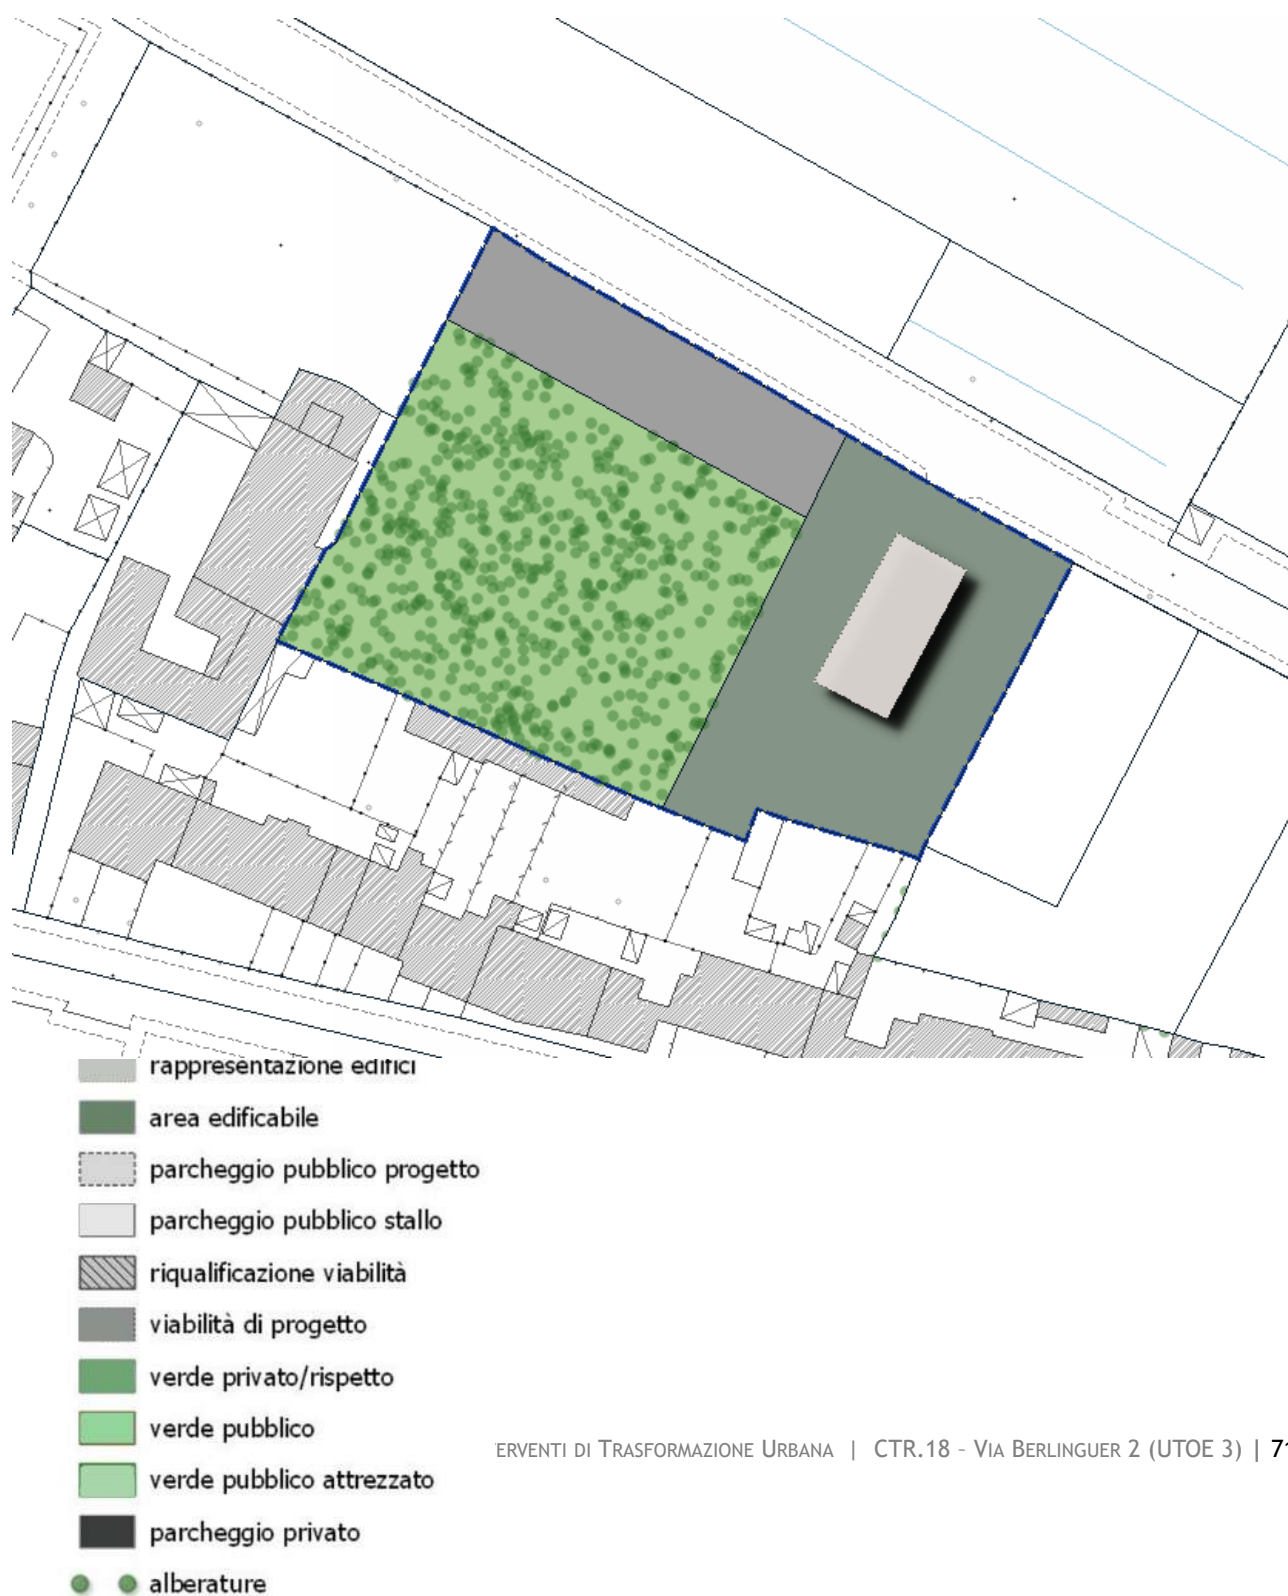 rappresentazione edifici
area edificabile
parcheggio pubblico progetto
parcheggio pubblico stallo
riqualificazione viabilità
viabilità di progetto
verde privato/rispetto
verde pubblico
ERVENTI DI TRASFORMAZIONE URBANA | CTR.18 – VIA BERLINGUER 2 (UTOE 3) | 71
verde pubblico attrezzato
parcheggio privato
alberature